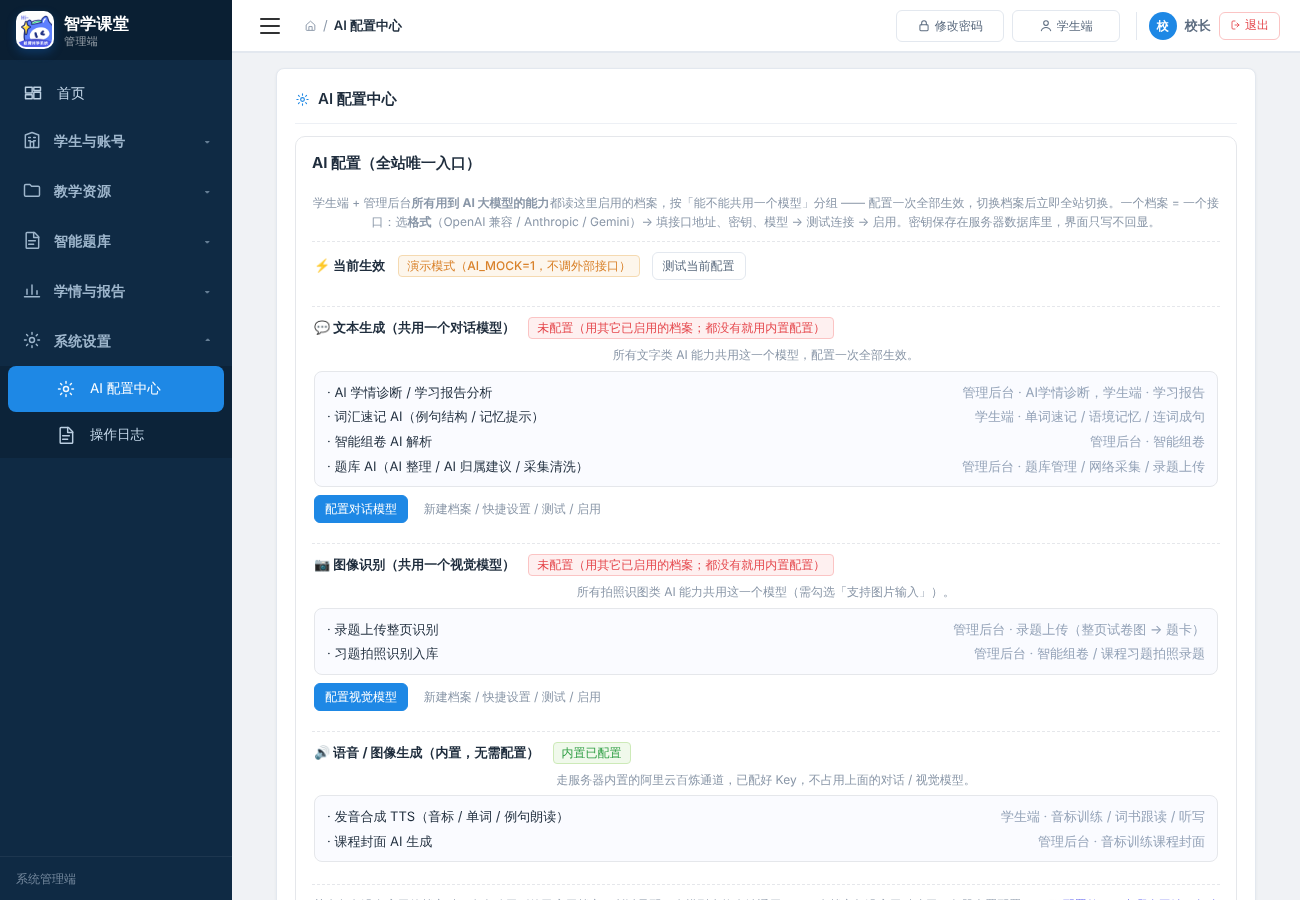 智学课堂
管理端
首页
学生与账号
教学资源
智能题库
学情与报告
系统设置
AI 配置中心
操作日志
系统管理端
/ AI 配置中心
修改密码
学生端
校 校长
退出
AI 配置中心
AI 配置（全站唯一入口）
学生端 + 管理后台所有用到 AI 大模型的能力都读这里启用的档案，按「能不能共用一个模型」分组 —— 配置一次全部生效，切换档案后立即全站切换。一个档案 = 一个接
口：选格式（OpenAI 兼容 / Anthropic / Gemini）→ 填接口地址、密钥、模型 → 测试连接 → 启用。密钥保存在服务器数据库里，界面只写不回显。
⚡ 当前生效 演示模式（AI_MOCK=1，不调外部接口） 测试当前配置
💬 文本生成（共用一个对话模型） 未配置（用其它已启用的档案；都没有就用内置配置）
所有文字类 AI 能力共用这一个模型，配置一次全部生效。
· AI 学情诊断 / 学习报告分析 管理后台 · AI学情诊断，学生端 · 学习报告
· 词汇速记 AI（例句结构 / 记忆提示） 学生端 · 单词速记 / 语境记忆 / 连词成句
· 智能组卷 AI 解析 管理后台 · 智能组卷
· 题库 AI（AI 整理 / AI 归属建议 / 采集清洗） 管理后台 · 题库管理 / 网络采集 / 录题上传
配置对话模型 新建档案 / 快捷设置 / 测试 / 启用
📷 图像识别（共用一个视觉模型） 未配置（用其它已启用的档案；都没有就用内置配置）
所有拍照识图类 AI 能力共用这一个模型（需勾选「支持图片输入」）。
· 录题上传整页识别 管理后台 · 录题上传（整页试卷图 → 题卡）
· 习题拍照识别入库 管理后台 · 智能组卷 / 课程习题拍照录题
配置视觉模型 新建档案 / 快捷设置 / 测试 / 启用
🔊 语音 / 图像生成（内置，无需配置） 内置已配置
走服务器内置的阿里云百炼通道，已配好 Key，不占用上面的对话 / 视觉模型。
· 发音合成 TTS（音标 / 单词 / 例句朗读） 学生端 · 音标训练 / 词书跟读 / 听写
· 课程封面 AI 生成 管理后台 · 音标训练课程封面